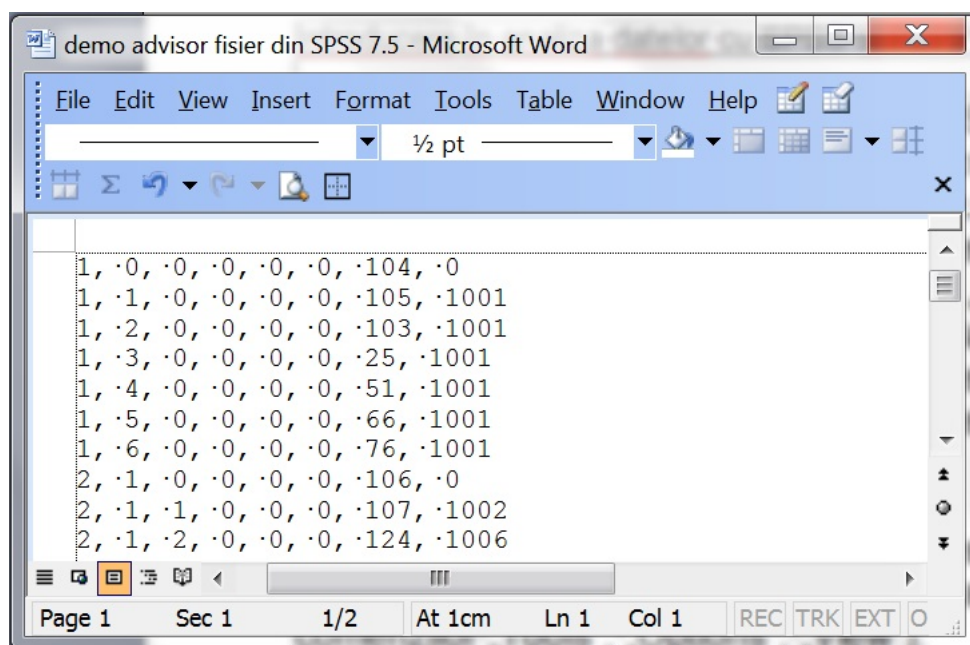 demo advisor fisier din SPSS 7.5 - Microsoft Word
File Edit View Insert Format Tools Table Window Help
½ pt
1, ·0, ·0, ·0, ·0, ·0, ·104, ·0
1, ·1, ·0, ·0, ·0, ·0, ·105, ·1001
1, ·2, ·0, ·0, ·0, ·0, ·103, ·1001
1, ·3, ·0, ·0, ·0, ·0, ·25, ·1001
1, ·4, ·0, ·0, ·0, ·0, ·51, ·1001
1, ·5, ·0, ·0, ·0, ·0, ·66, ·1001
1, ·6, ·0, ·0, ·0, ·0, ·76, ·1001
2, ·1, ·0, ·0, ·0, ·0, ·106, ·0
2, ·1, ·1, ·0, ·0, ·0, ·107, ·1002
2, ·1, ·2, ·0, ·0, ·0, ·124, ·1006
Page 1 Sec 1 1/2 At 1cm Ln 1 Col 1 REC TRK EXT O